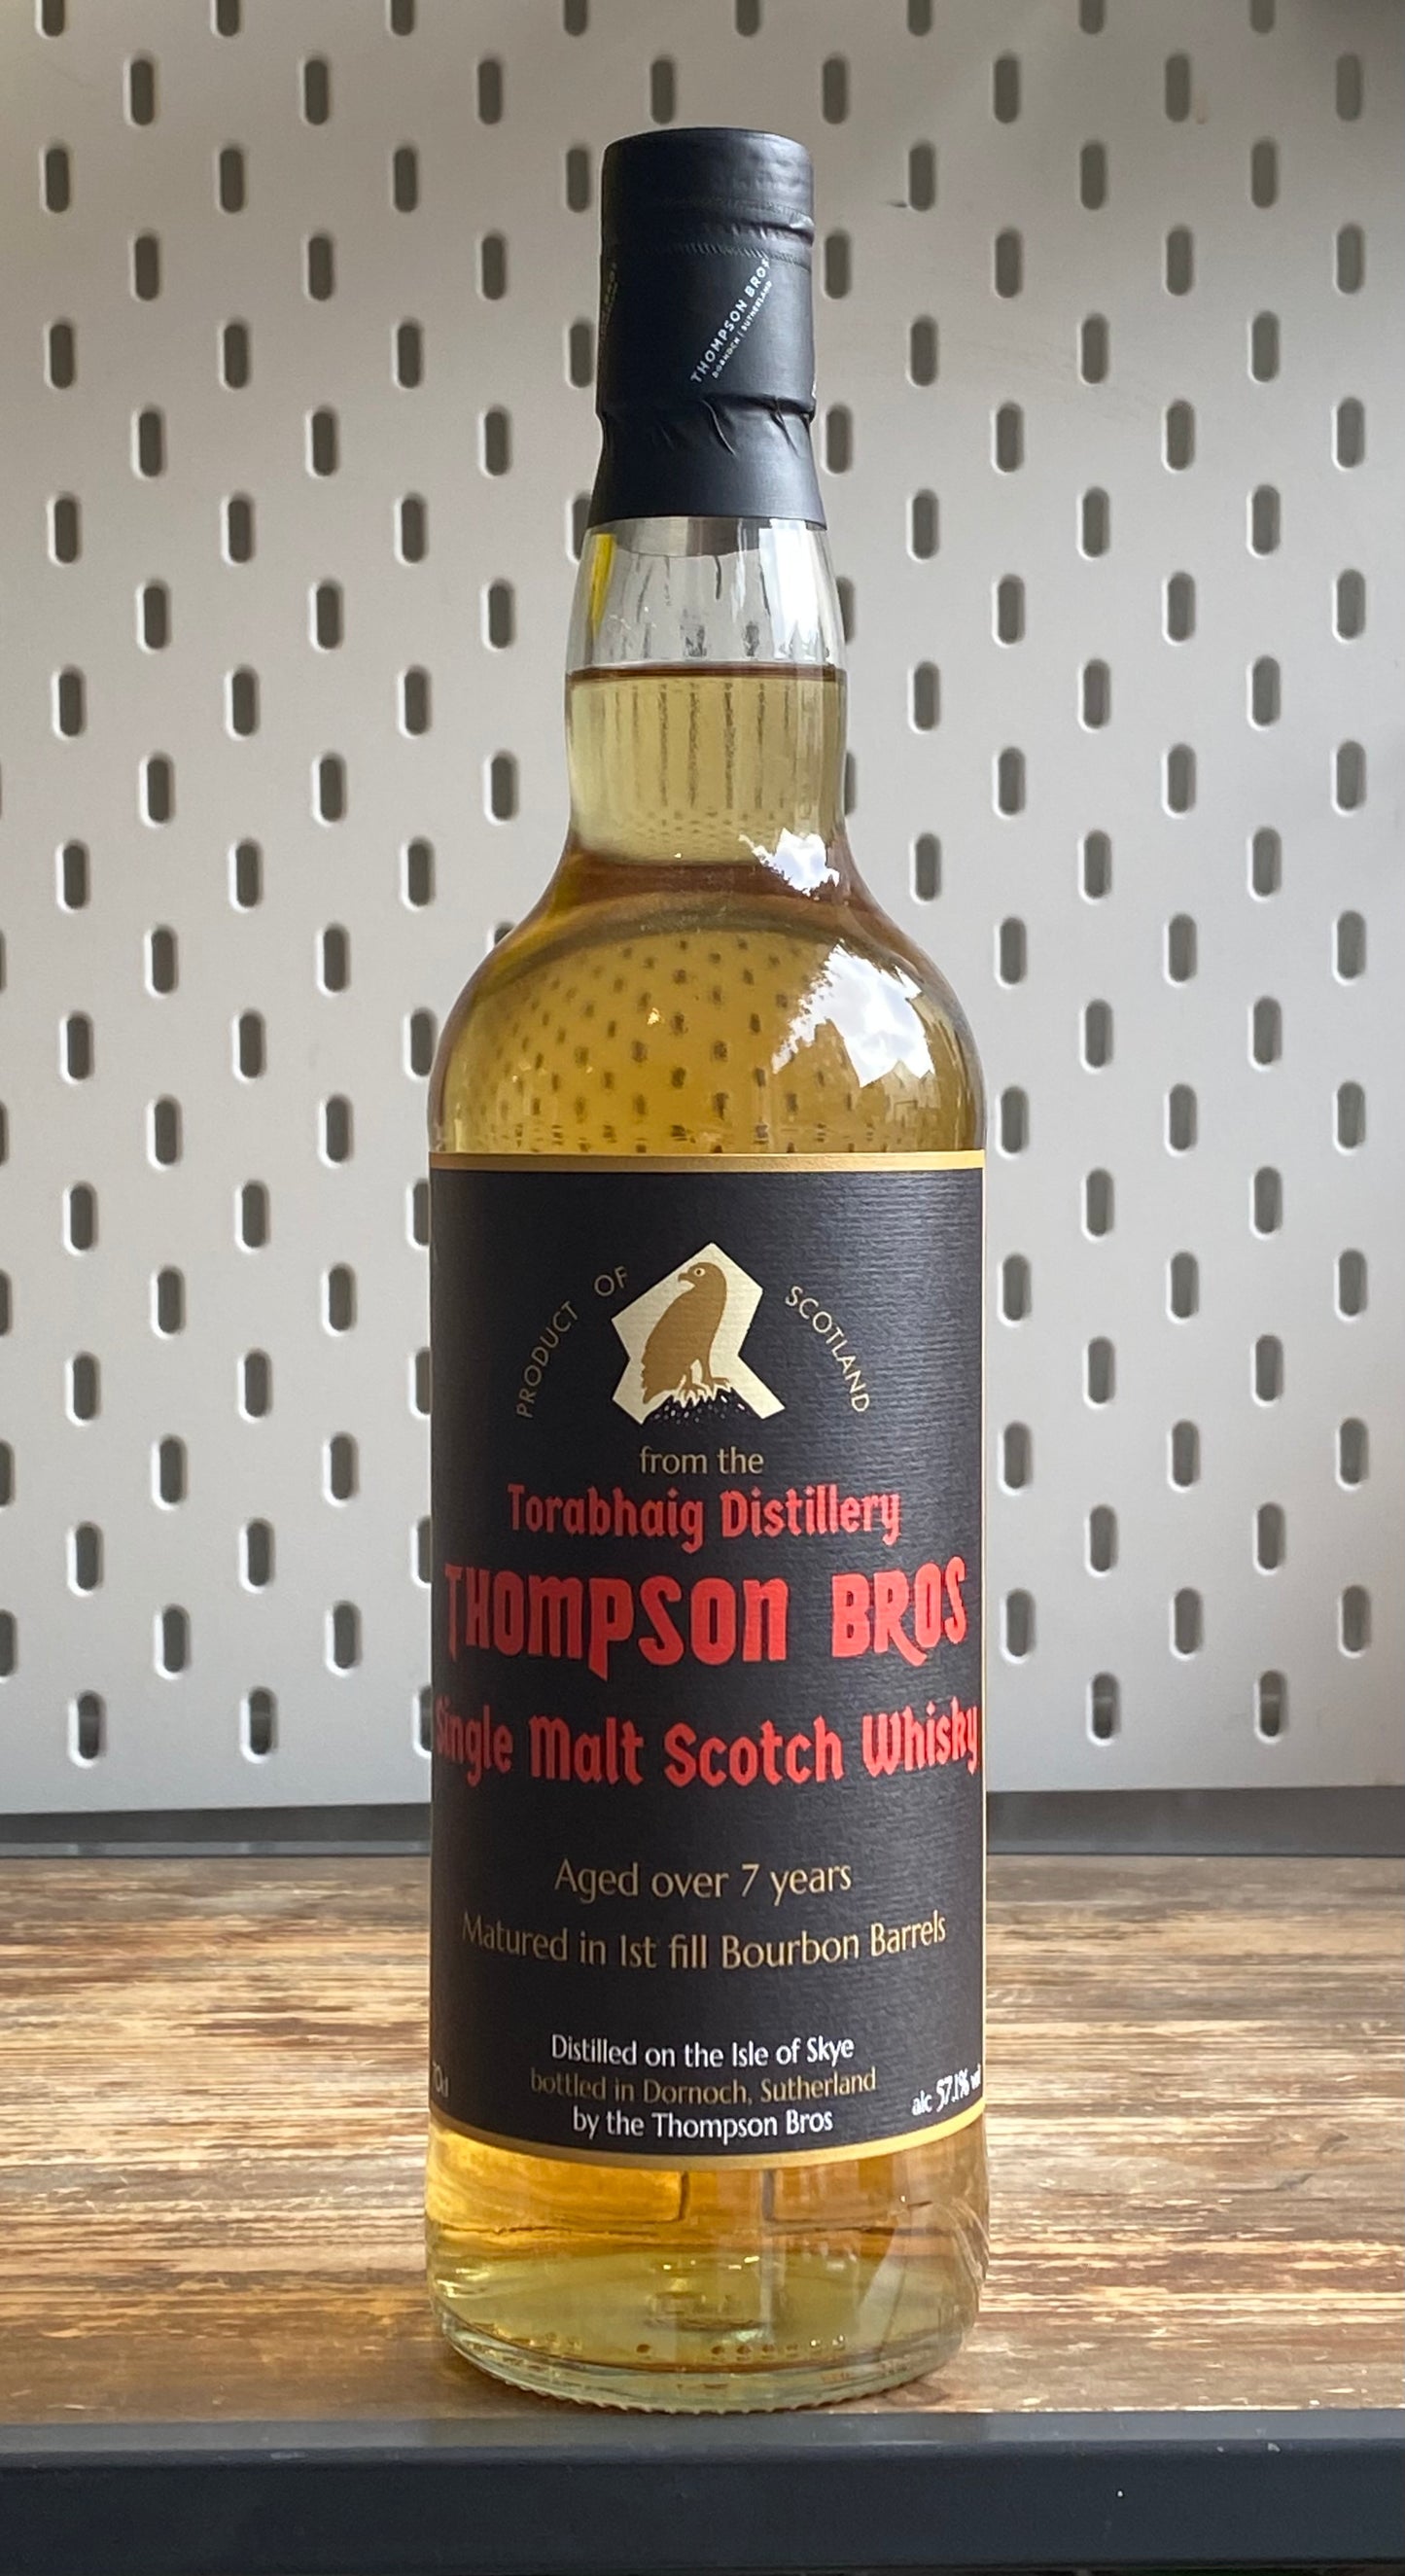 THOMPSON BROS
DORNOCH | SUTHERLAND
PRODUCT OF SCOTLAND
from the
Torabhaig Distillery
THOMPSON BROS
Single Malt Scotch Whisky
Aged over 7 years
Matured in 1st fill Bourbon Barrels
Distilled on the Isle of Skye
bottled in Dornoch, Sutherland
by the Thompson Bros
70cl
alc 57.1% vol